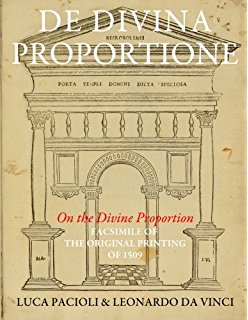 DE DIVINA
PROPORTIONE
HIEROSOLIMIS
PORTA TEMPLI DOMINI DICTA SPECIOSA
On the Divine Proportion
FACSIMILE OF
THE ORIGINAL PRINTING
OF 1509
LUCA PACIOLI & LEONARDO DA VINCI